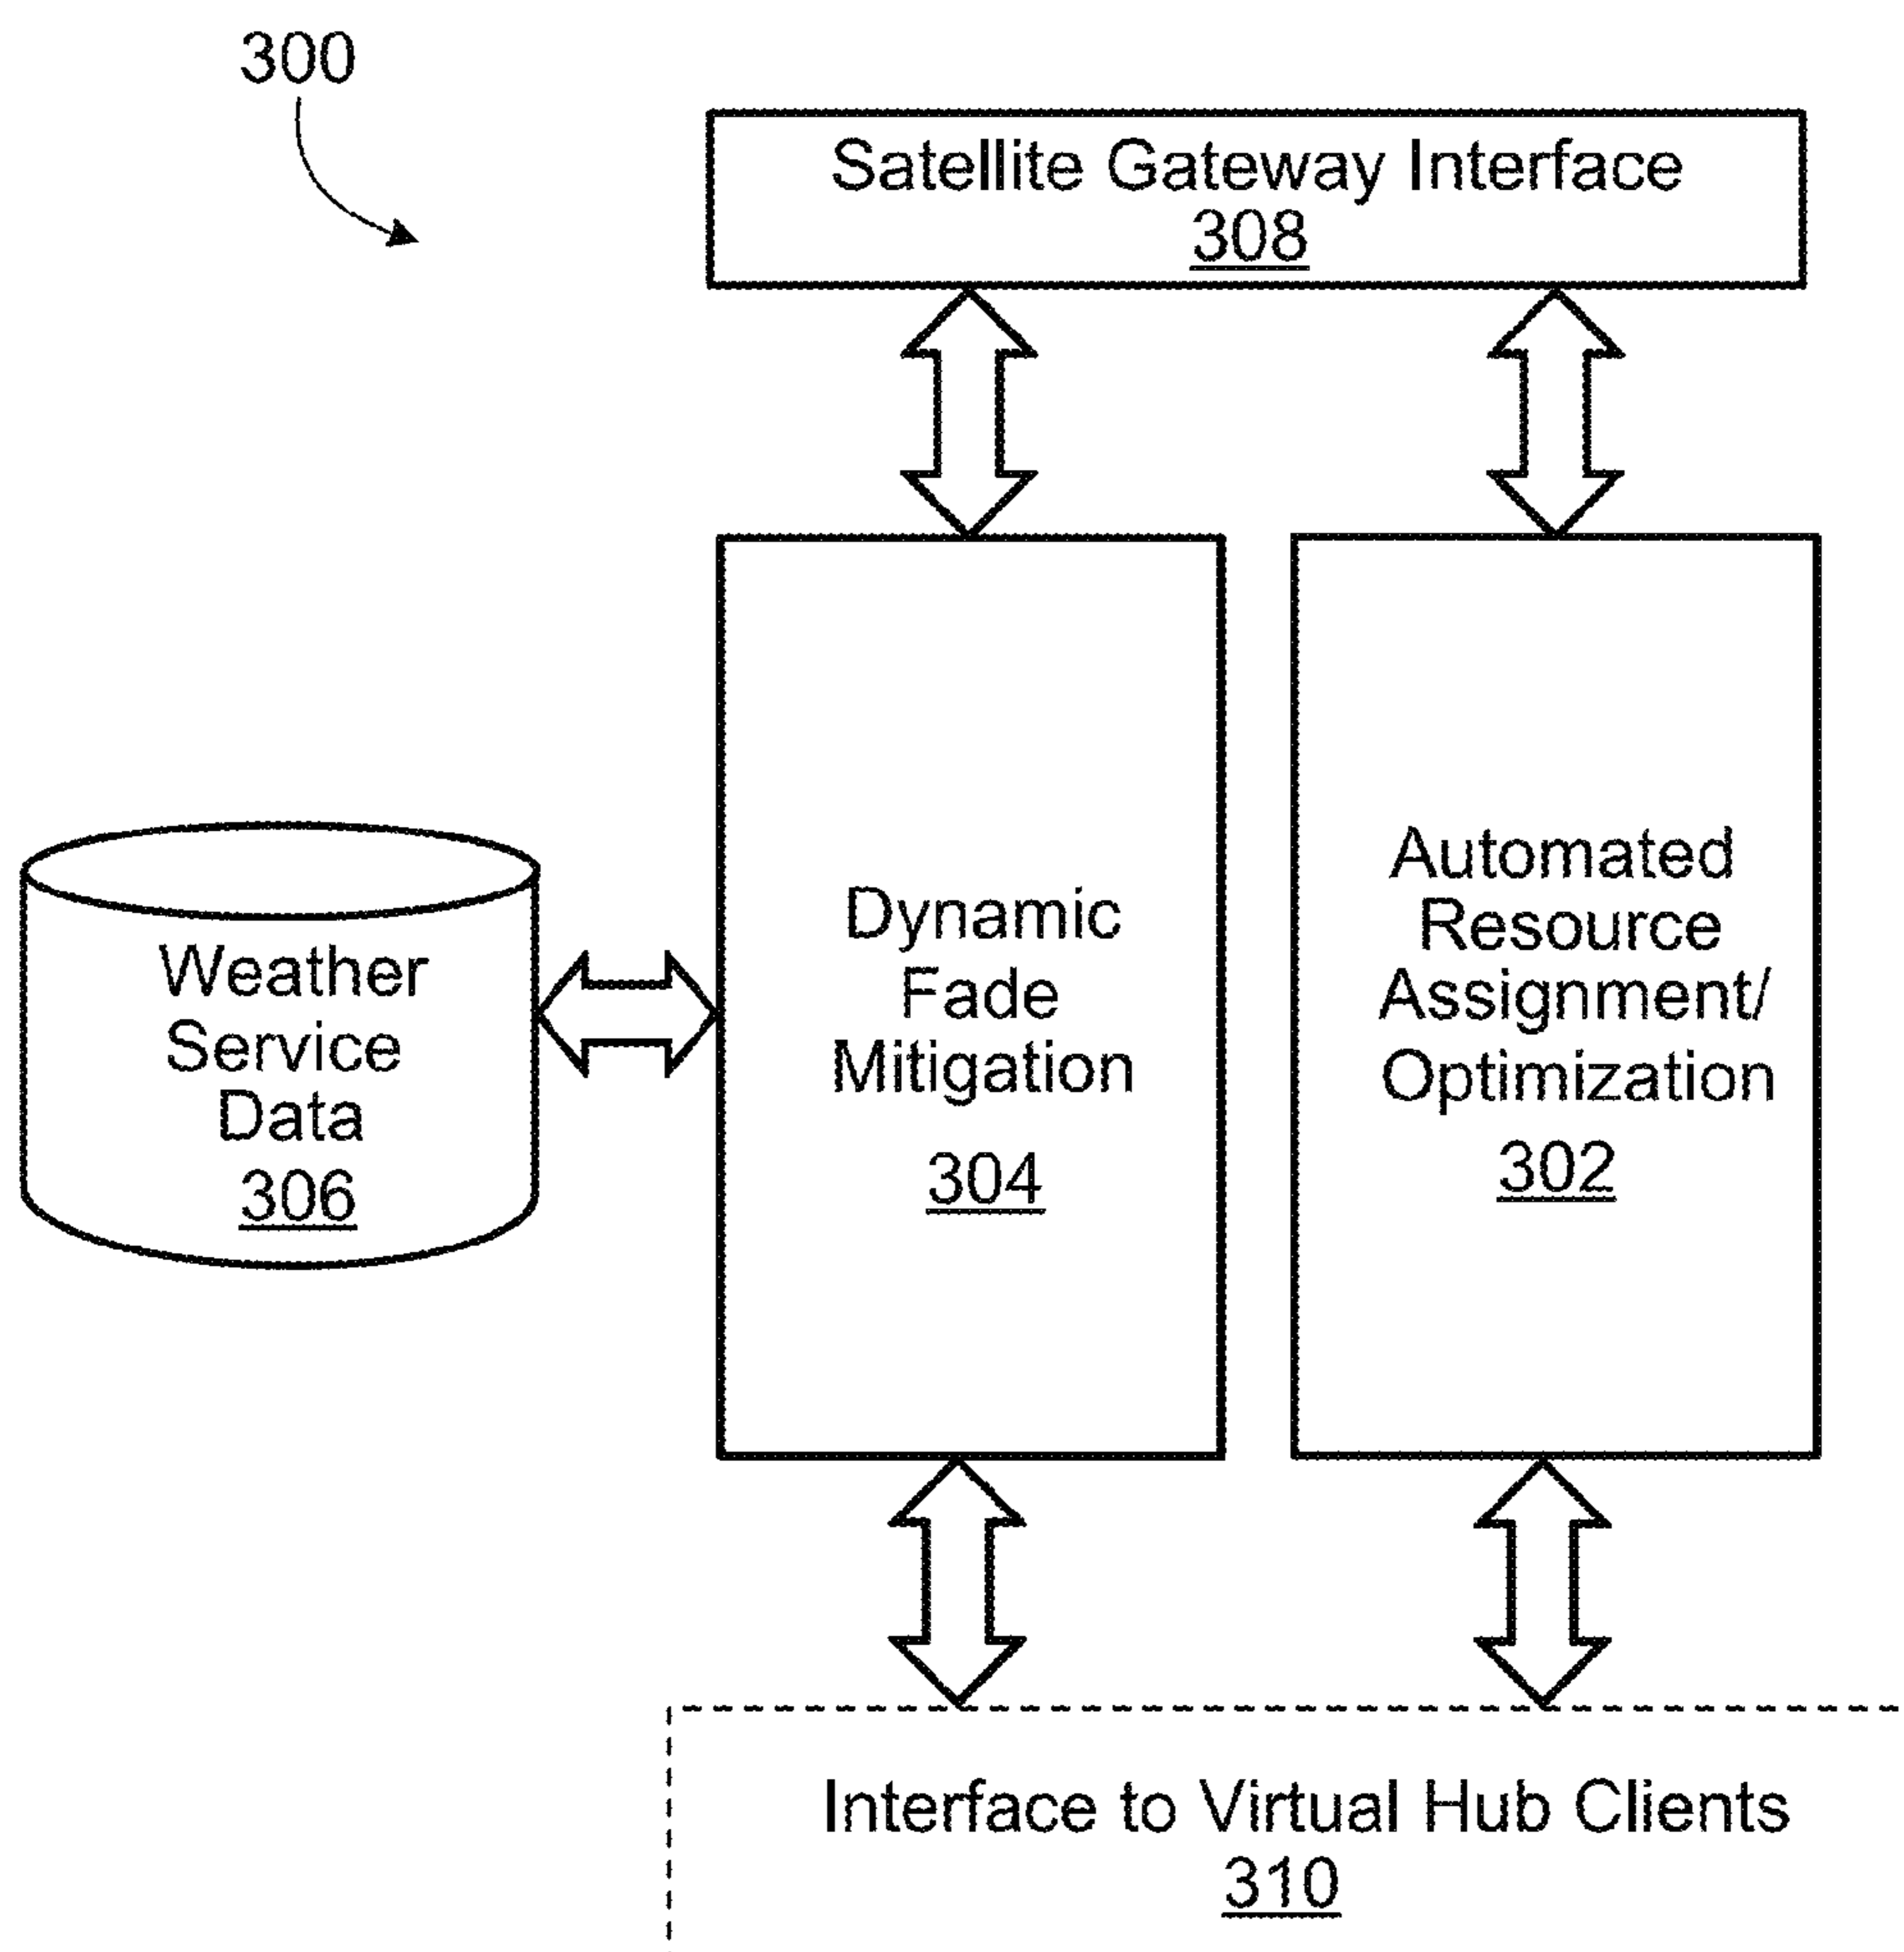 300
Satellite Gateway Interface
308
Weather
Service
Data
306
Dynamic
Fade
Mitigation
304
Automated
Resource
Assignment/
Optimization
302
Interface to Virtual Hub Clients
310